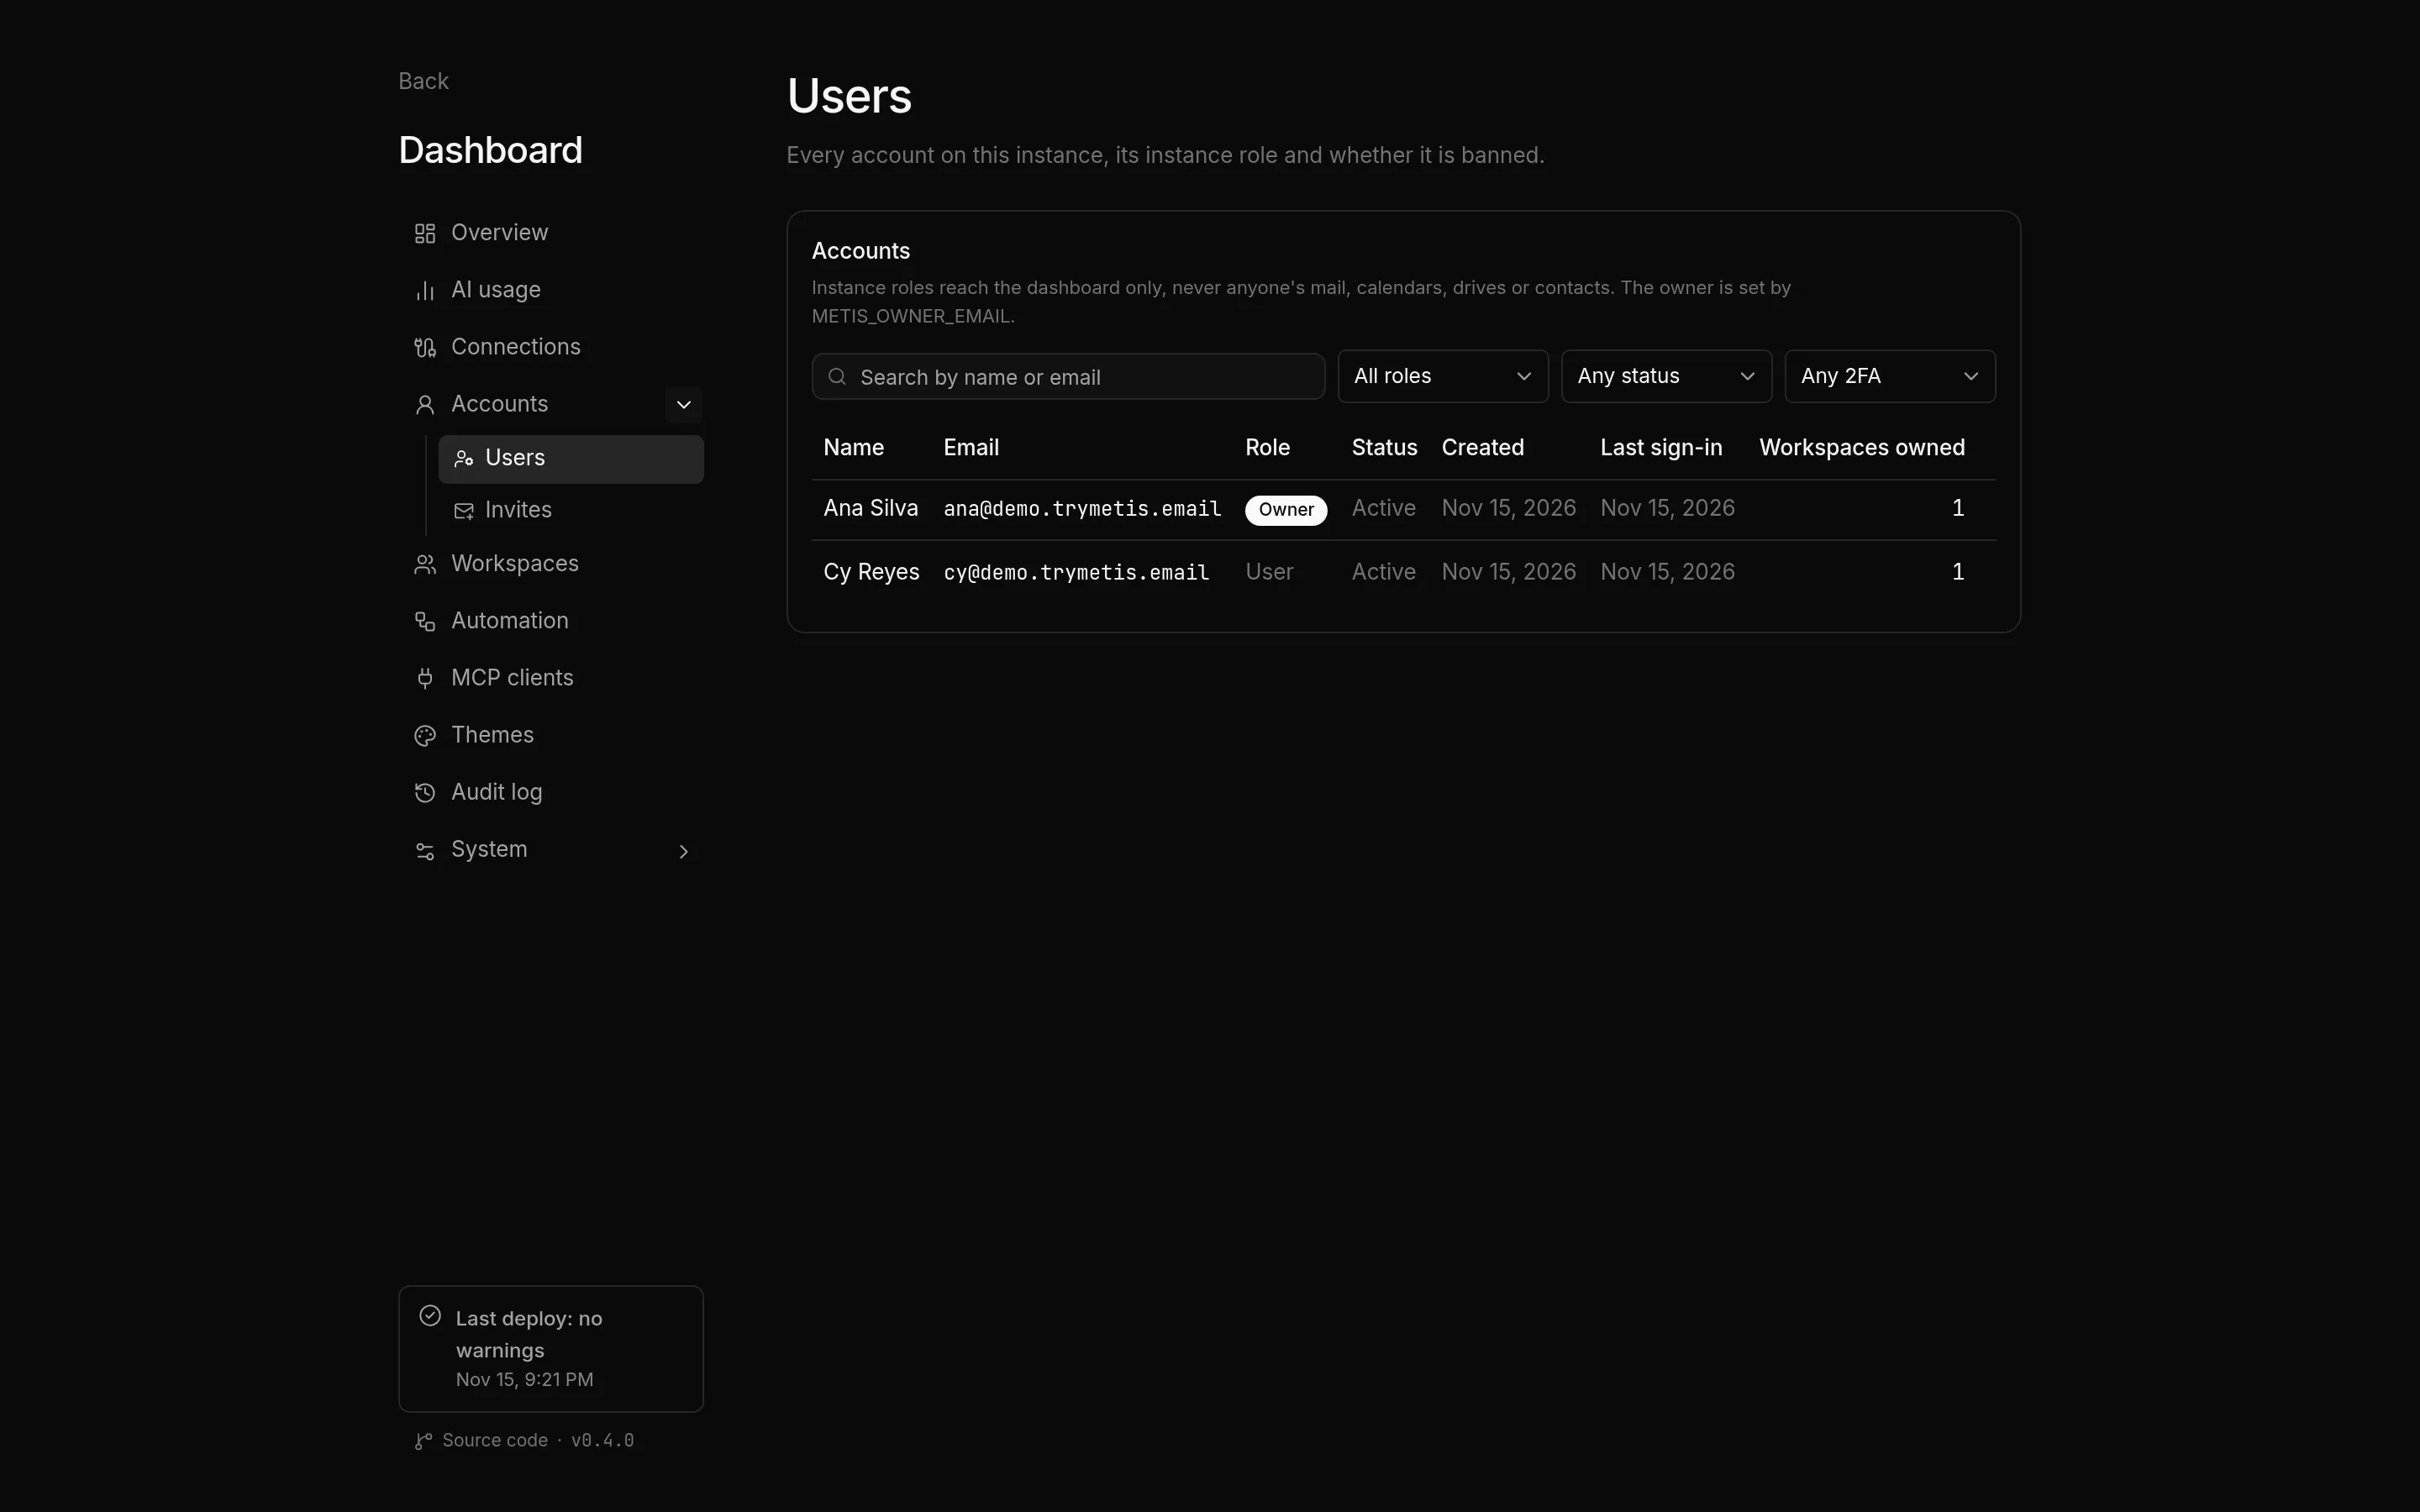 Back
Dashboard
Overview
AI usage
Connections
Accounts
Users
Invites
Workspaces
Automation
MCP clients
Themes
Audit log
System
Last deploy: no
warnings
Nov 15, 9:21 PM
Source code · v0.4.0
Users
Every account on this instance, its instance role and whether it is banned.
Accounts
Instance roles reach the dashboard only, never anyone's mail, calendars, drives or contacts. The owner is set by
METIS_OWNER_EMAIL.
Search by name or email All roles Any status Any 2FA
Name Email Role Status Created Last sign-in Workspaces owned
Ana Silva ana@demo.trymetis.email Owner Active Nov 15, 2026 Nov 15, 2026 1
Cy Reyes cy@demo.trymetis.email User Active Nov 15, 2026 Nov 15, 2026 1